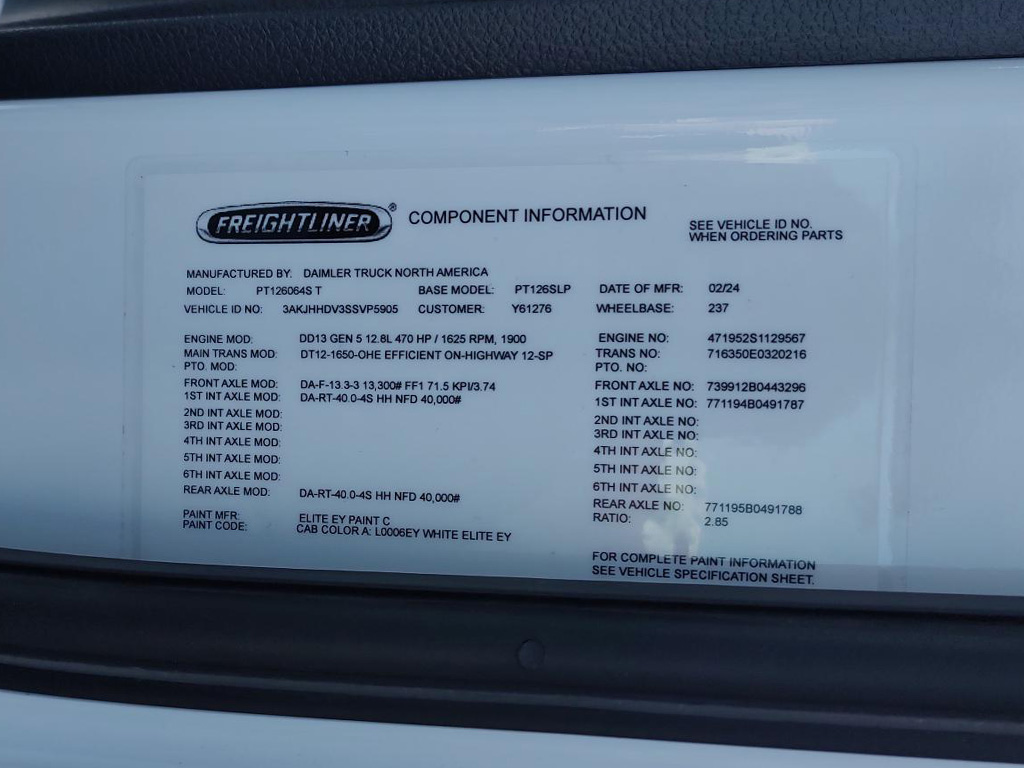 FREIGHTLINER® COMPONENT INFORMATION
SEE VEHICLE ID NO.
WHEN ORDERING PARTS
MANUFACTURED BY: DAIMLER TRUCK NORTH AMERICA
MODEL: PT126064S T BASE MODEL: PT126SLP DATE OF MFR: 02/24
VEHICLE ID NO: 3AKJHHDV3SSVP5905 CUSTOMER: Y61276 WHEELBASE: 237
ENGINE MOD: DD13 GEN 5 12.8L 470 HP / 1625 RPM, 1900 ENGINE NO: 471952S1129567
MAIN TRANS MOD: DT12-1650-OHE EFFICIENT ON-HIGHWAY 12-SP TRANS NO: 716350E0320216
PTO. MOD: PTO. NO:
FRONT AXLE MOD: DA-F-13.3-3 13,300# FF1 71.5 KPI/3.74 FRONT AXLE NO: 739912B0443296
1ST INT AXLE MOD: DA-RT-40.0-4S HH NFD 40,000# 1ST INT AXLE NO: 771194B0491787
2ND INT AXLE MOD: 2ND INT AXLE NO:
3RD INT AXLE MOD: 3RD INT AXLE NO:
4TH INT AXLE MOD: 4TH INT AXLE NO:
5TH INT AXLE MOD: 5TH INT AXLE NO:
6TH INT AXLE MOD: 6TH INT AXLE NO:
REAR AXLE MOD: DA-RT-40.0-4S HH NFD 40,000# REAR AXLE NO: 771195B0491788
PAINT MFR: ELITE EY PAINT C RATIO: 2.85
PAINT CODE: CAB COLOR A: L0006EY WHITE ELITE EY
FOR COMPLETE PAINT INFORMATION
SEE VEHICLE SPECIFICATION SHEET.